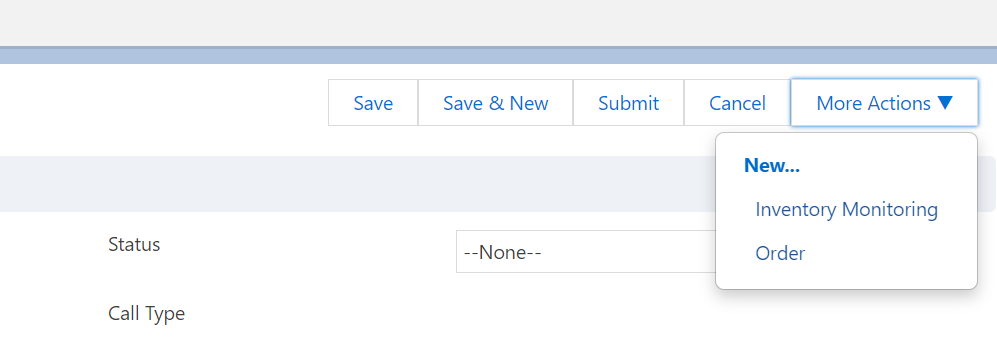 Save Save & New Submit Cancel More Actions ▼
New...
Inventory Monitoring
Order
Status
--None--
Call Type